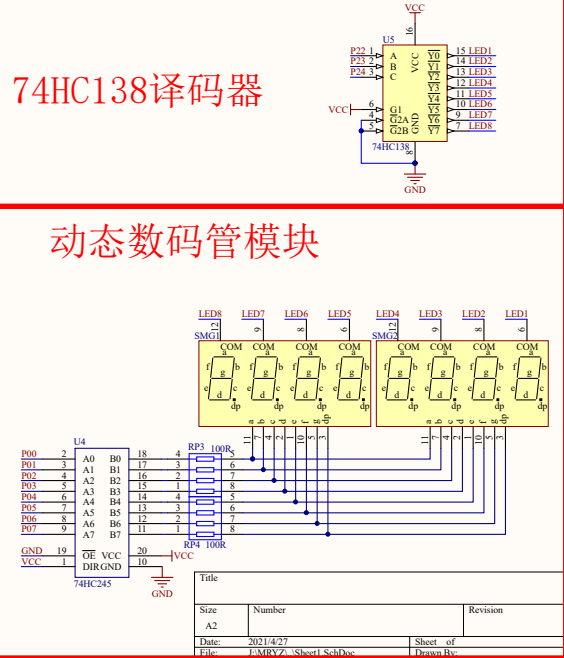 VCC
16
U5
P22 1 A VCC Y0 15 LED1
P23 2 B Y1 14 LED2
P24 3 C Y2 13 LED3
Y3 12 LED4
Y4 11 LED5
VCC 6 G1 Y5 10 LED6
4 G2A GND Y6 9 LED7
5 G2B Y7 7 LED8
74HC138 8
GND
74HC138译码器
动态数码管模块
LED8 LED7 LED6 LED5 LED4 LED3 LED2 LED1
12 9 8 6 12 9 8 6
SMG1 SMG2
COM COM COM COM COM COM COM COM
a a a a a a a a
f b f b f b f b f b f b f b f b
g g g g g g g g
e c e c e c e c e c e c e c e c
d d d d d d d d
dp dp dp dp dp dp dp dp
a b c d e f g dp a b c d e f g dp
11 7 4 2 1 10 5 3 11 7 4 2 1 10 5 3
U4 RP3 100R
P00 2 A0 B0 18 4 5
P01 3 A1 B1 17 3 6
P02 4 A2 B2 16 2 7
P03 5 A3 B3 15 1 8
P04 6 A4 B4 14 4 5
P05 7 A5 B5 13 3 6
P06 8 A6 B6 12 2 7
P07 9 A7 B7 11 1 8
RP4 100R
GND 19 OE VCC 20 VCC
VCC 1 DIR GND 10
74HC245
GND
Title
Size Number Revision
A2
Date: 2021/4/27 Sheet of
File: J:\MRYZ\..\Sheet1.SchDoc Drawn By: